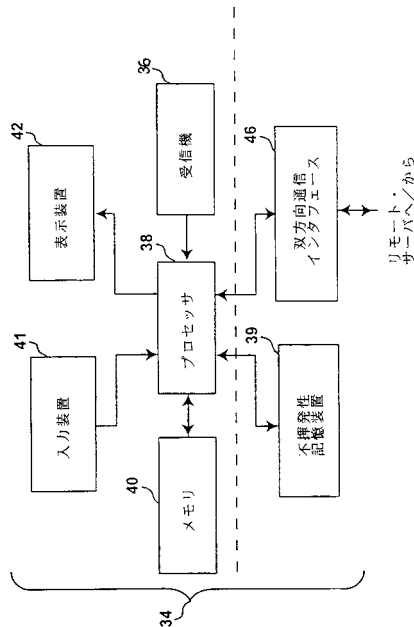 34
41
入力装置
42
表示装置
40
メモリ
38
プロセッサ
36
受信機
39
不揮発性
記憶装置
46
双方向通信
インタフェース
リモート・
サーバへ/から